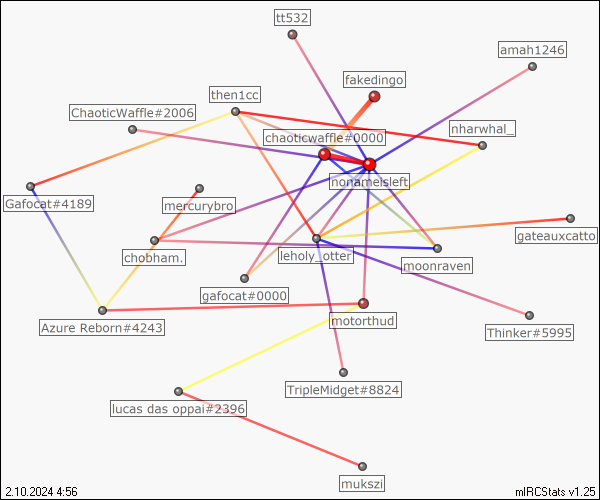 tt532
amah1246
fakedingo
then1cc
ChaoticWaffle#2006
nharwhal_
chaoticwaffle#0000
nonameisleft
Gafocat#4189
mercurybro
gateauxcatto
chobham.
leholy_otter
moonraven
gafocat#0000
motorthud
Azure Reborn#4243
Thinker#5995
TripleMidget#8824
lucas das oppai#2396
mukszi
2.10.2024 4:56
mIRCStats v1.25